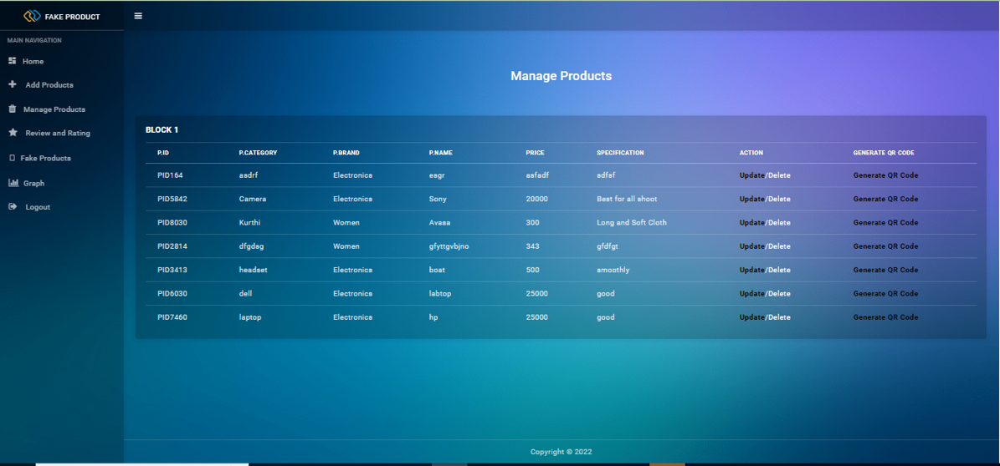 FAKE PRODUCT
MAIN NAVIGATION
Home
Add Products
Manage Products
Review and Rating
Fake Products
Graph
Logout
Manage Products
BLOCK 1
P.ID P.CATEGORY P.BRAND P.NAME PRICE SPECIFICATION ACTION GENERATE QR CODE
PID164 asdrf Electronics esgr asfadf sdfsf Update/Delete Generate QR Code
PID5842 Camera Electronics Sony 20000 Best for all shoot Update/Delete Generate QR Code
PID8030 Kurthi Women Avasa 300 Long and Soft Cloth Update/Delete Generate QR Code
PID2814 dfgdsg Women gfyttgvbjno 343 gfdfgt Update/Delete Generate QR Code
PID3413 headset Electronics boat 500 smoothly Update/Delete Generate QR Code
PID6030 dell Electronics labtop 25000 good Update/Delete Generate QR Code
PID7460 laptop Electronics hp 25000 good Update/Delete Generate QR Code
Copyright © 2022